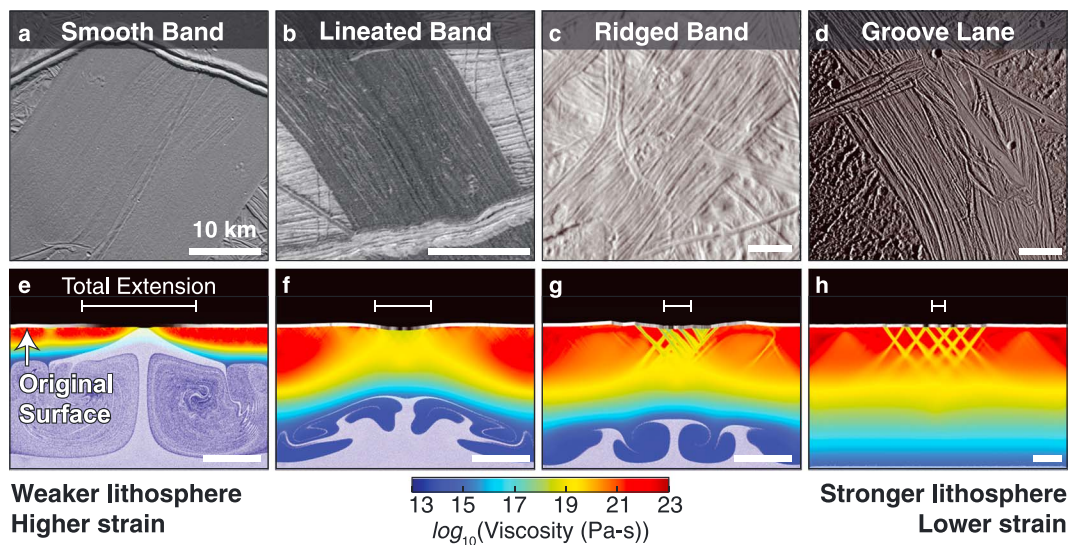 a Smooth Band
b Lineated Band
c Ridged Band
d Groove Lane
10 km
e Total Extension
f
g
h
Original
Surface
Weaker lithosphere
Higher strain
13 15 17 19 21 23
log₁₀(Viscosity (Pa-s))
Stronger lithosphere
Lower strain